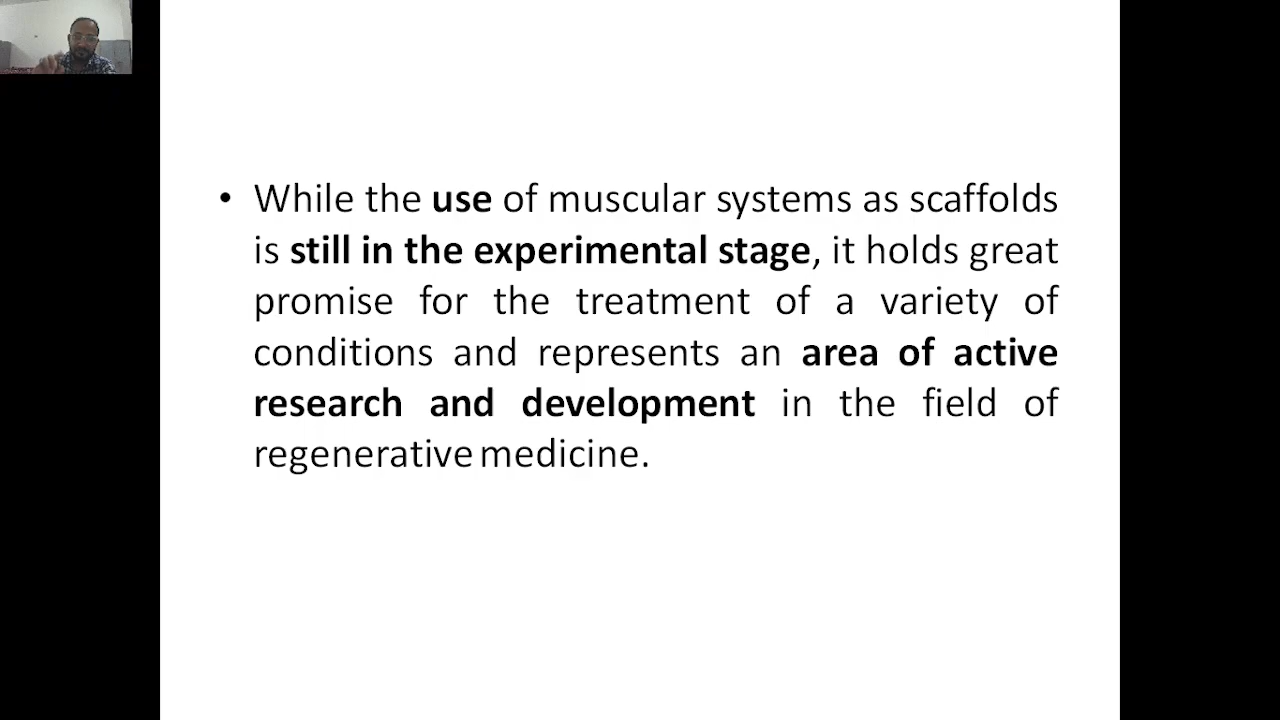 • While the use of muscular systems as scaffolds
is still in the experimental stage, it holds great
promise for the treatment of a variety of
conditions and represents an area of active
research and development in the field of
regenerative medicine.